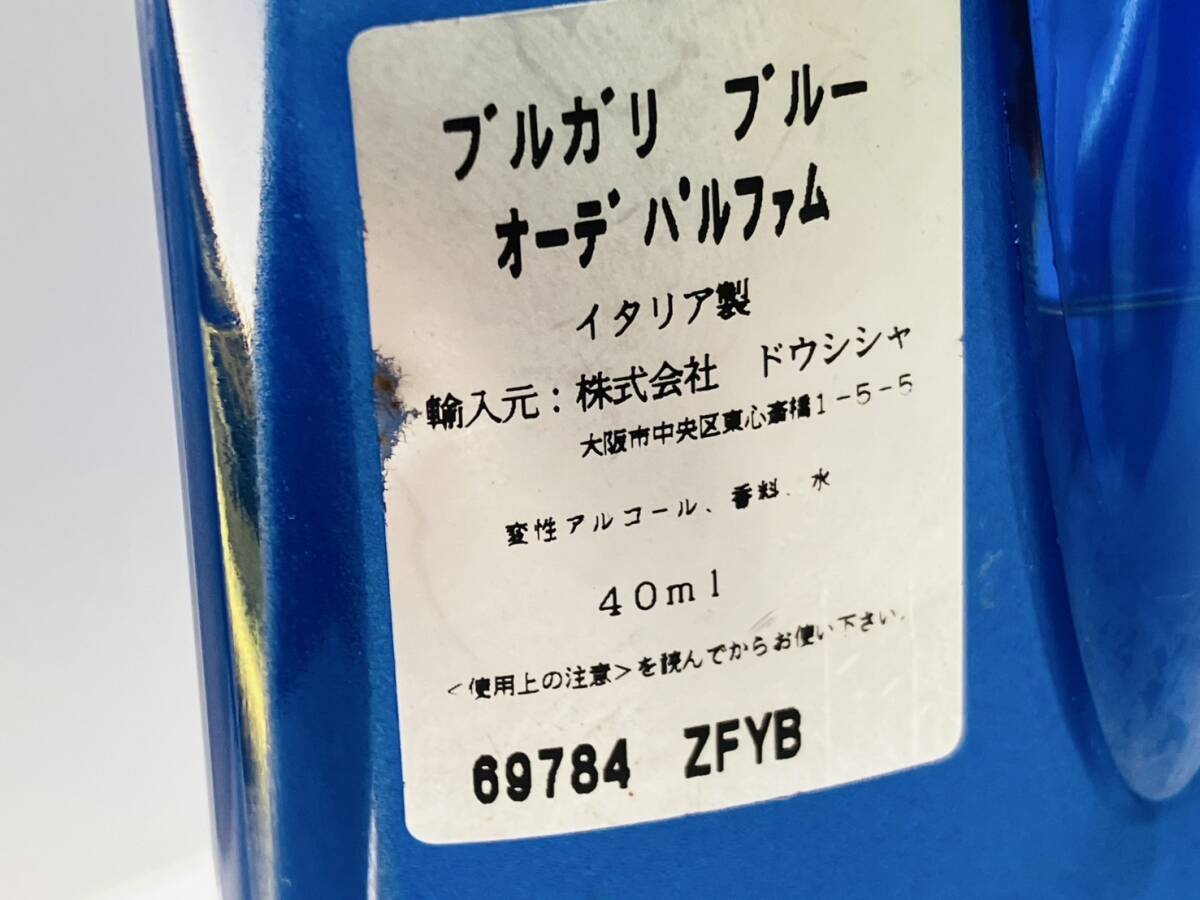 ブルガリ ブルー
オーデ パルファム
イタリア製
輸入元：株式会社 ドウシシャ
大阪市中央区東心斎橋1-5-5
変性アルコール、香料、水
40ml
<使用上の注意>を読んでからお使い下さい。
69784 ZFYB